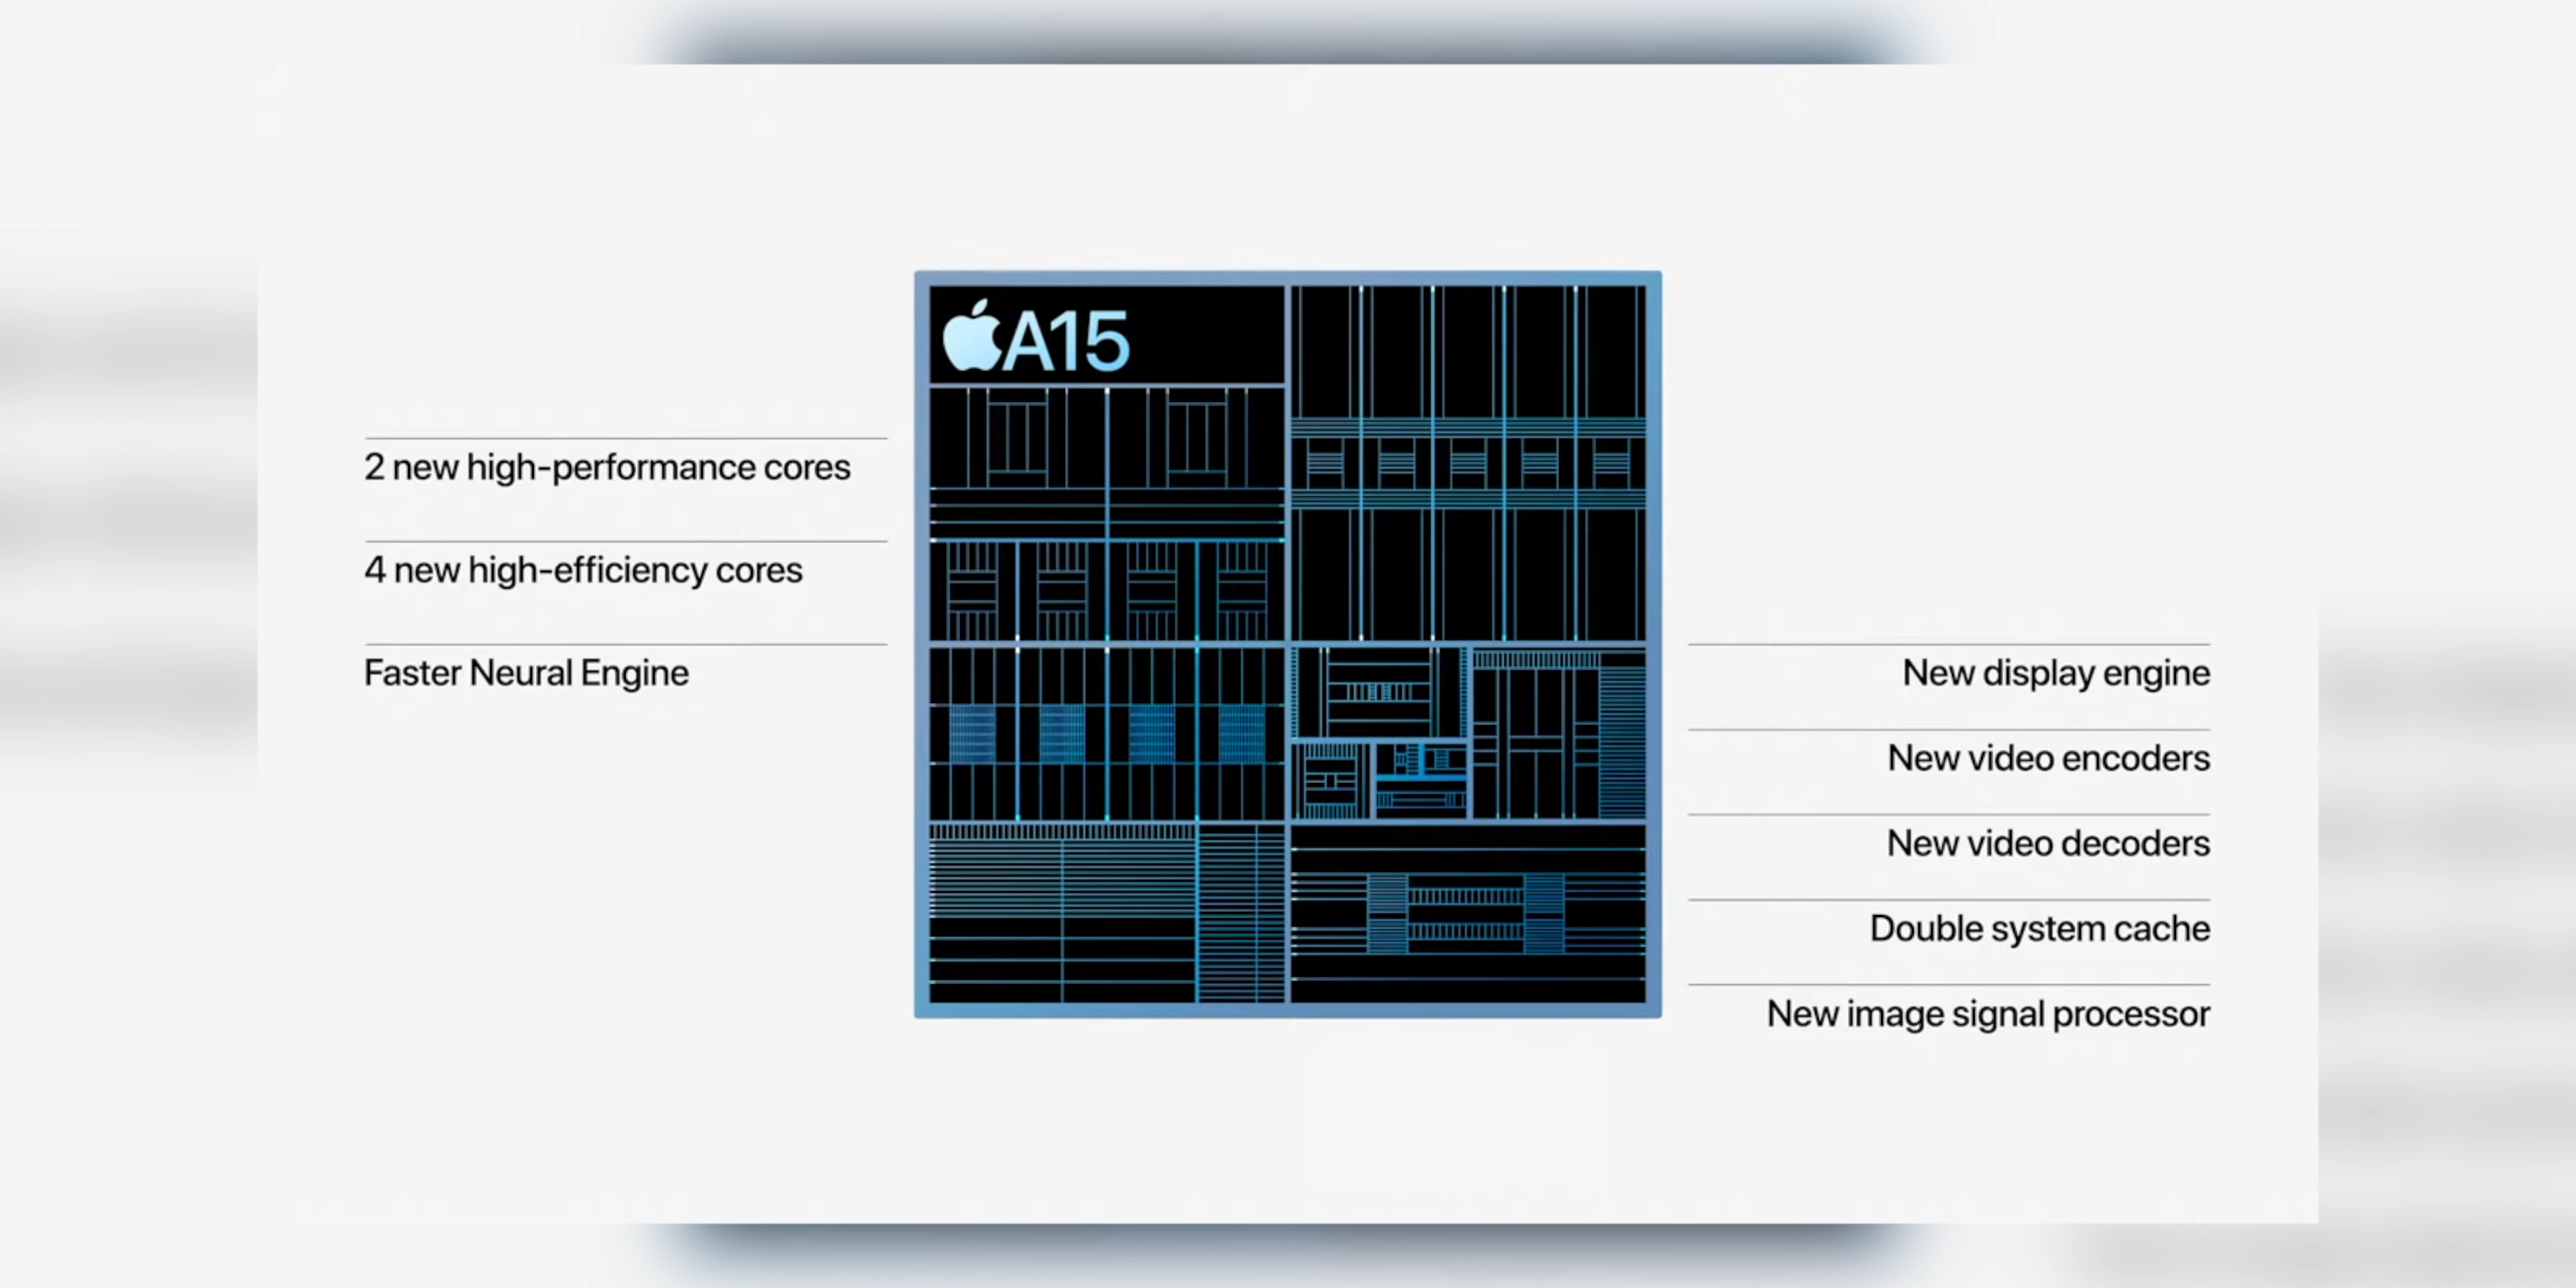 A15
2 new high-performance cores
4 new high-efficiency cores
Faster Neural Engine
New display engine
New video encoders
New video decoders
Double system cache
New image signal processor